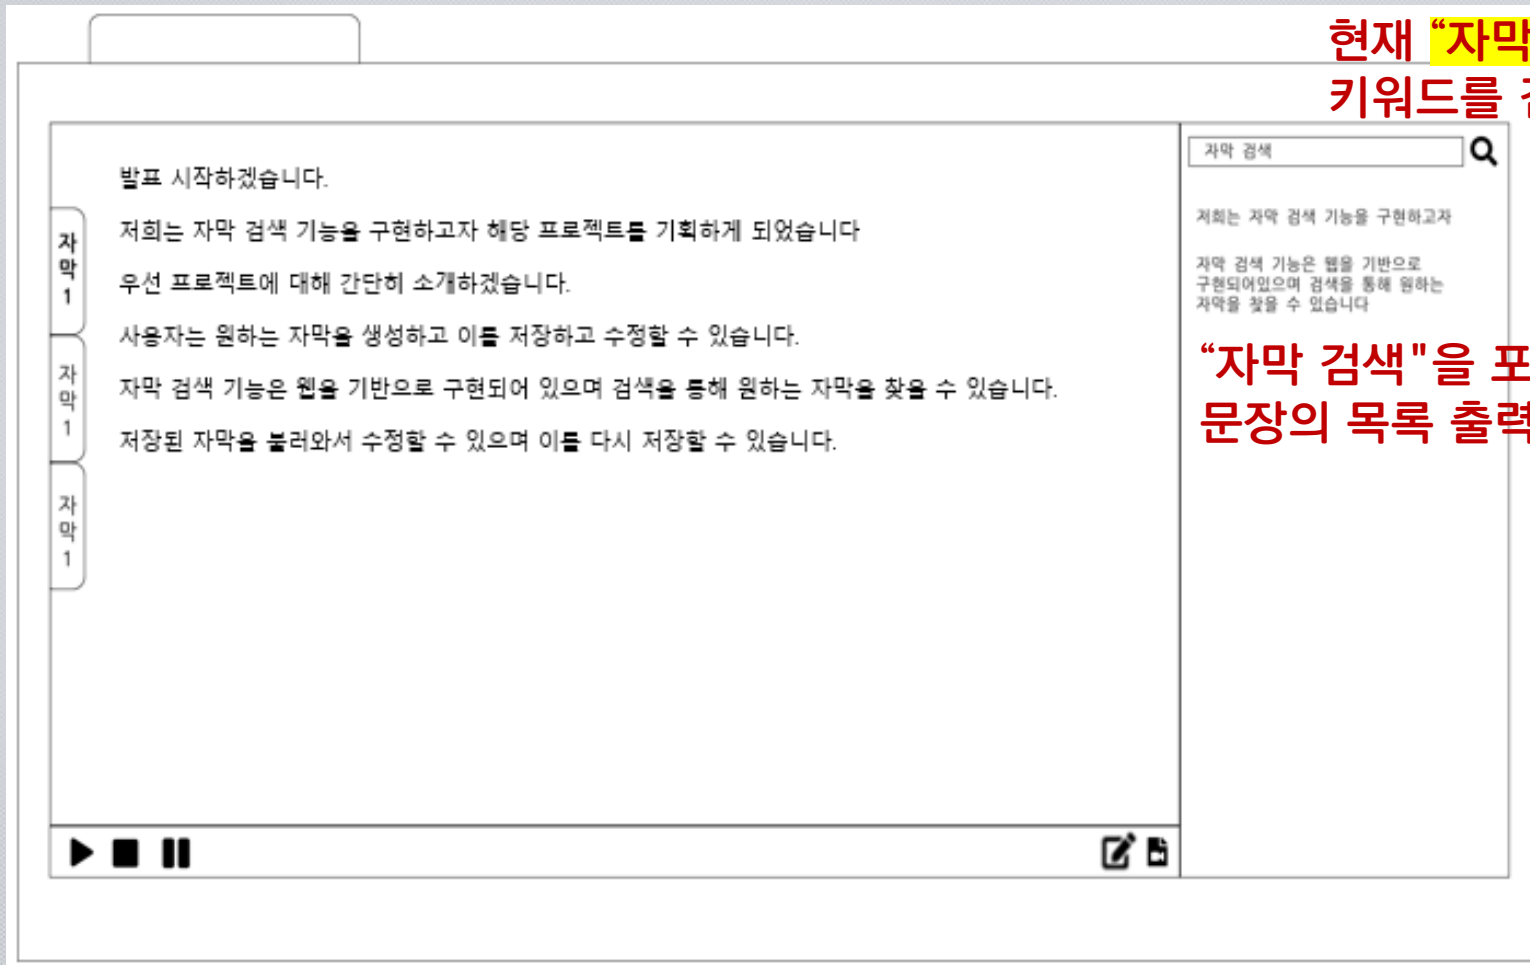 현재 “자막
키워드를
발표 시작하겠습니다.
저희는 자막 검색 기능을 구현하고자 해당 프로젝트를 기획하게 되었습니다
우선 프로젝트에 대해 간단히 소개하겠습니다.
사용자는 원하는 자막을 생성하고 이를 저장하고 수정할 수 있습니다.
자막 검색 기능은 웹을 기반으로 구현되어 있으며 검색을 통해 원하는 자막을 찾을 수 있습니다.
저장된 자막을 불러와서 수정할 수 있으며 이를 다시 저장할 수 있습니다.
자막 1
자막 1
자막 1
자막 검색
저희는 자막 검색 기능을 구현하고자
자막 검색 기능은 웹을 기반으로
구현되어있으며 검색을 통해 원하는
자막을 찾을 수 있습니다
“자막 검색"을 포
문장의 목록 출력